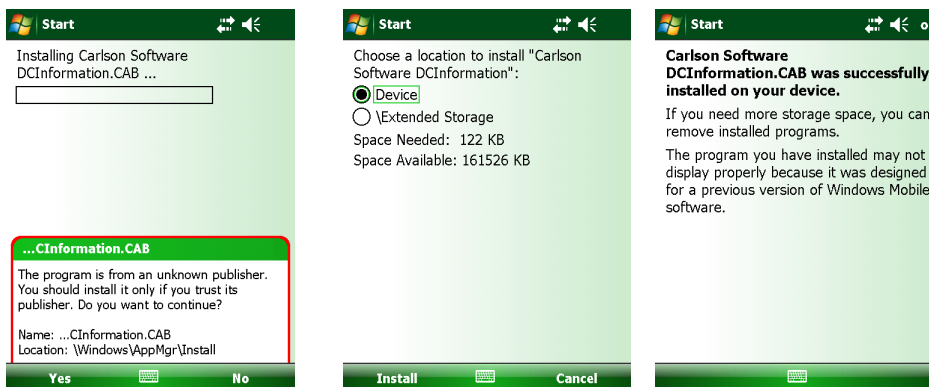 Start
Installing Carlson Software
DCInformation.CAB ...
...CInformation.CAB
The program is from an unknown publisher.
You should install it only if you trust its
publisher. Do you want to continue?
Name: ...CInformation.CAB
Location: \Windows\AppMgr\Install
Yes
No
Start
Choose a location to install "Carlson
Software DCInformation":
Device
\Extended Storage
Space Needed: 122 KB
Space Available: 161526 KB
Install
Cancel
Start
Carlson Software
DCInformation.CAB was successfully
installed on your device.
If you need more storage space, you can
remove installed programs.
The program you have installed may not
display properly because it was designed
for a previous version of Windows Mobile
software.